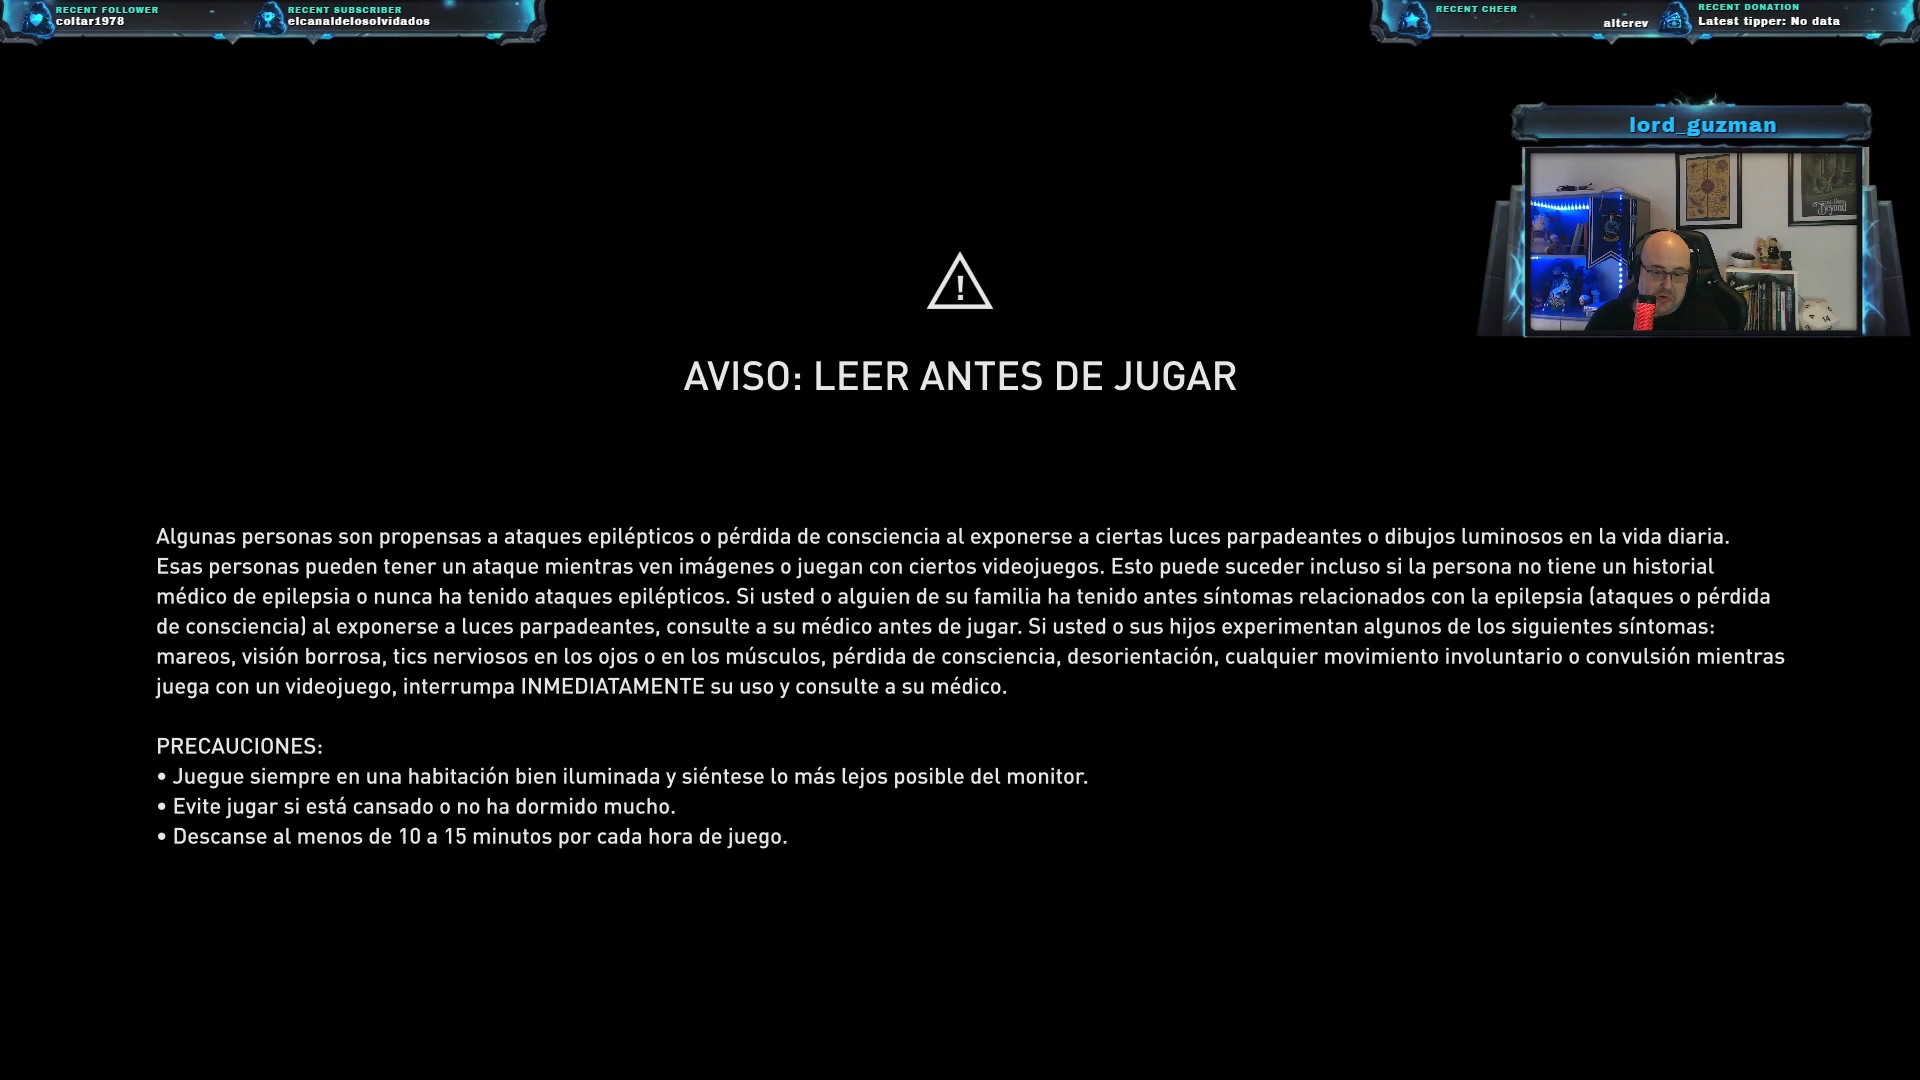 RECENT FOLLOWER
coltar1978
RECENT SUBSCRIBER
elcanaldelosolvidados
RECENT CHEER
alterev
RECENT DONATION
Latest tipper: No data
lord_guzman
Beyond
AVISO: LEER ANTES DE JUGAR
Algunas personas son propensas a ataques epilépticos o pérdida de consciencia al exponerse a ciertas luces parpadeantes o dibujos luminosos en la vida diaria.
Esas personas pueden tener un ataque mientras ven imágenes o juegan con ciertos videojuegos. Esto puede suceder incluso si la persona no tiene un historial
médico de epilepsia o nunca ha tenido ataques epilépticos. Si usted o alguien de su familia ha tenido antes síntomas relacionados con la epilepsia (ataques o pérdida
de consciencia) al exponerse a luces parpadeantes, consulte a su médico antes de jugar. Si usted o sus hijos experimentan algunos de los siguientes síntomas:
mareos, visión borrosa, tics nerviosos en los ojos o en los músculos, pérdida de consciencia, desorientación, cualquier movimiento involuntario o convulsión mientras
juega con un videojuego, interrumpa INMEDIATAMENTE su uso y consulte a su médico.
PRECAUCIONES:
• Juegue siempre en una habitación bien iluminada y siéntese lo más lejos posible del monitor.
• Evite jugar si está cansado o no ha dormido mucho.
• Descanse al menos de 10 a 15 minutos por cada hora de juego.